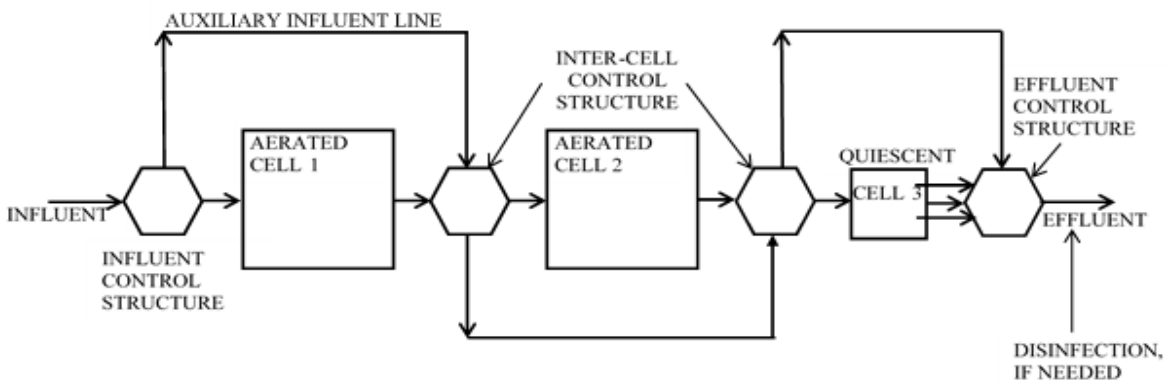 AUXILIARY INFLUENT LINE
INTER-CELL
CONTROL
STRUCTURE
EFFLUENT
CONTROL
STRUCTURE
AERATED
CELL 1
AERATED
CELL 2
QUIESCENT
CELL 3
INFLUENT
EFFLUENT
INFLUENT
CONTROL
STRUCTURE
DISINFECTION,
IF NEEDED